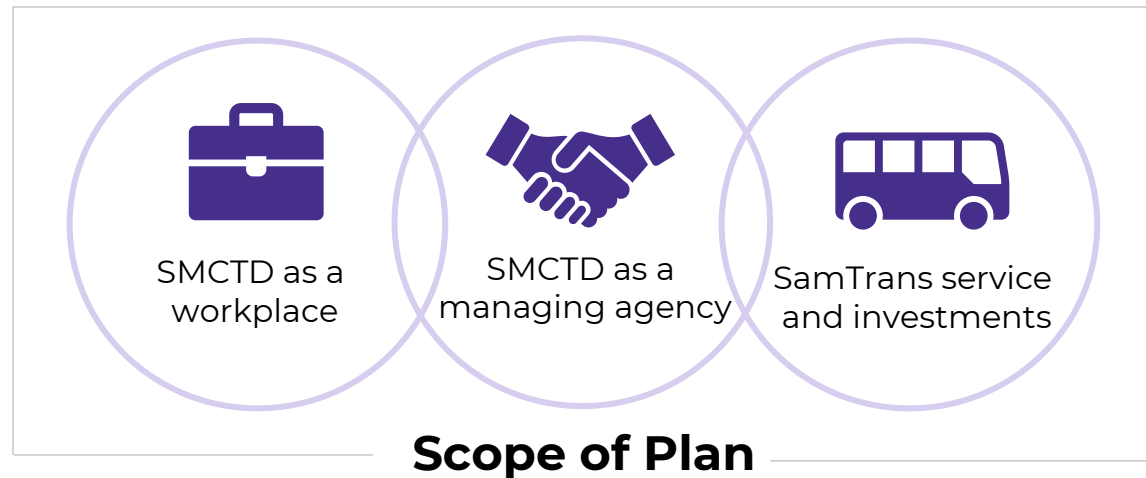 SMCTD as a
workplace
SMCTD as a
managing agency
SamTrans service
and investments
Scope of Plan